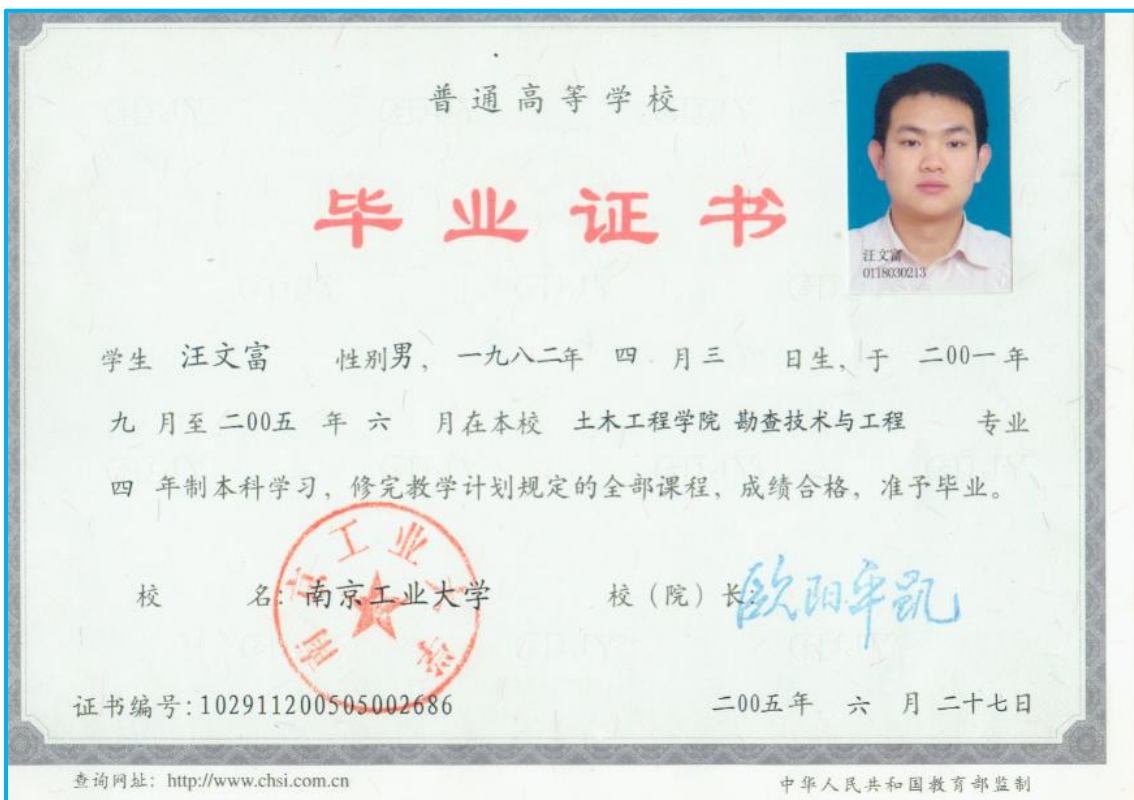 普通高等学校
毕业证书
汪文富
0118030213
学生 汪文富 性别男，一九八二年 四 月三 日生，于 二00一年
九 月至二00五 年 六 月在本校 土木工程学院 勘查技术与工程 专业
四 年制本科学习，修完教学计划规定的全部课程，成绩合格，准予毕业。
南京工业大学
校 名：南京工业大学 校（院）长：欧阳平凯
证书编号：102911200505002686 二00五年 六 月 二十七日
查询网址：http://www.chsi.com.cn 中华人民共和国教育部监制